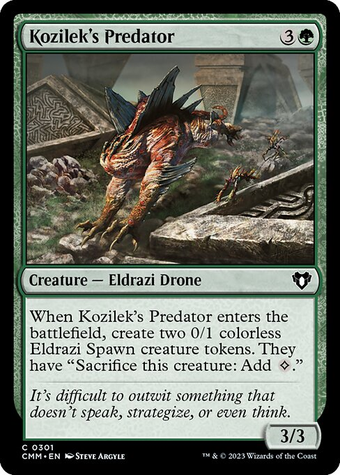 Kozilek's Predator 3
Creature — Eldrazi Drone
When Kozilek's Predator enters the
battlefield, create two 0/1 colorless
Eldrazi Spawn creature tokens. They
have “Sacrifice this creature: Add .”
It's difficult to outwit something that
doesn't speak, strategize, or even think.
3/3
C 0301
CMM • EN Steve Argyle
™ & © 2023 Wizards of the Coast